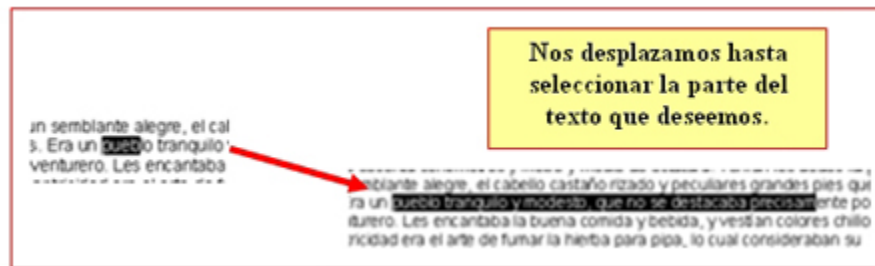 Nos desplazamos hasta
seleccionar la parte del
texto que deseemos.
un semblante alegre, el cal
s. Era un pueblo tranquilo
venturero. Les encantaba
mblante alegre, el cabello castaño rizado y peculiares grandes pies que
ra un pueblo tranquilo y modesto, que no se destacaba precisamente po
iturero. Les encantaba la buena comida y bebida, y vestían colores chillo
ricidad era el arte de fumar la hierba para pipa, lo cual consideraban su